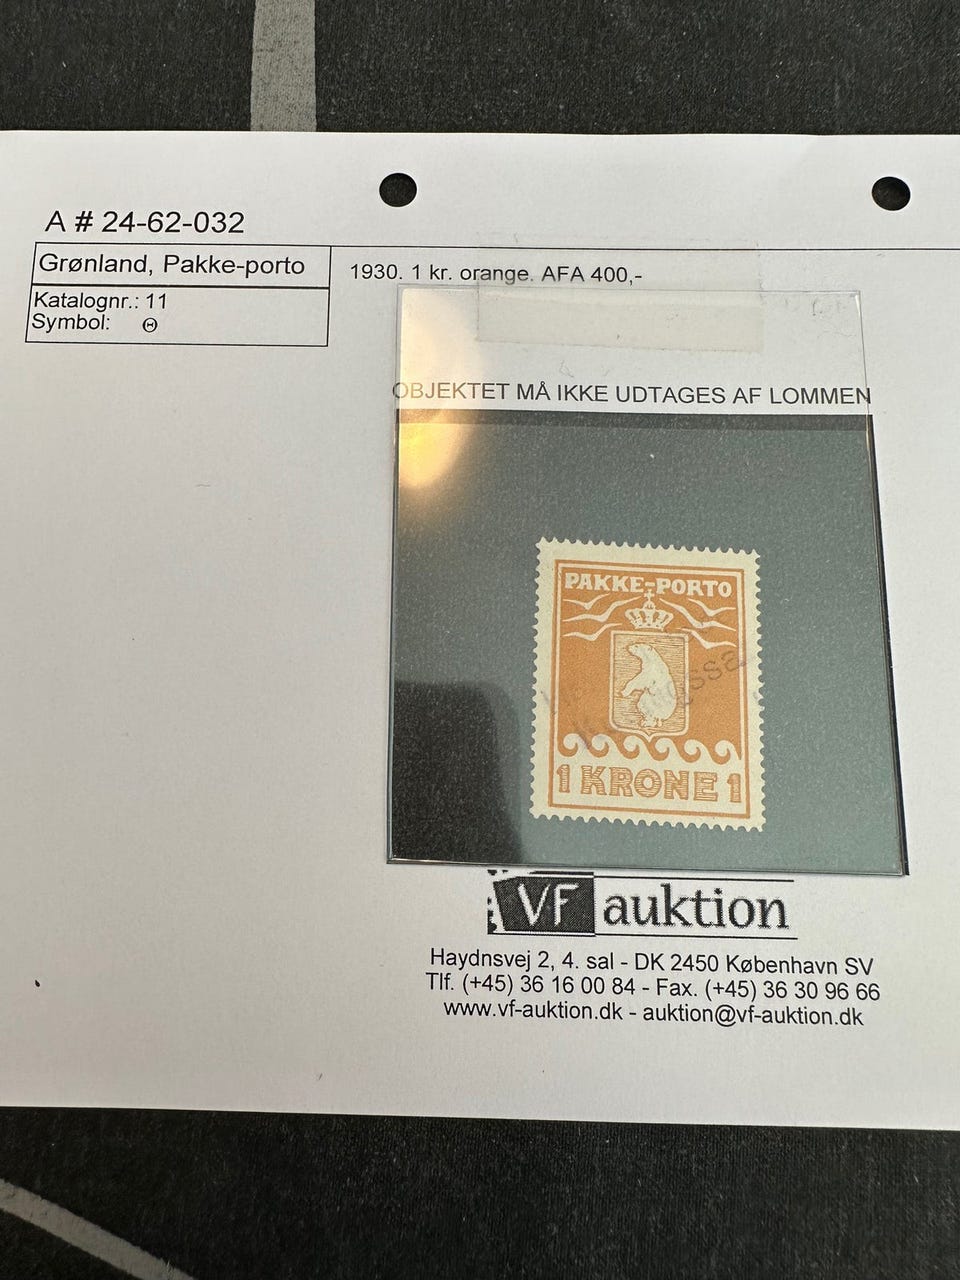 A # 24-62-032
Grønland, Pakke-porto
Katalognr.: 11
Symbol: ʘ
1930. 1 kr. orange. AFA 400,-
OBJEKTET MÅ IKKE UDTAGES AF LOMMEN
PAKKE-PORTO
1 KRONE 1
VF auktion
Haydnsvej 2, 4. sal - DK 2450 København SV
Tlf. (+45) 36 16 00 84 - Fax. (+45) 36 30 96 66
www.vf-auktion.dk - auktion@vf-auktion.dk